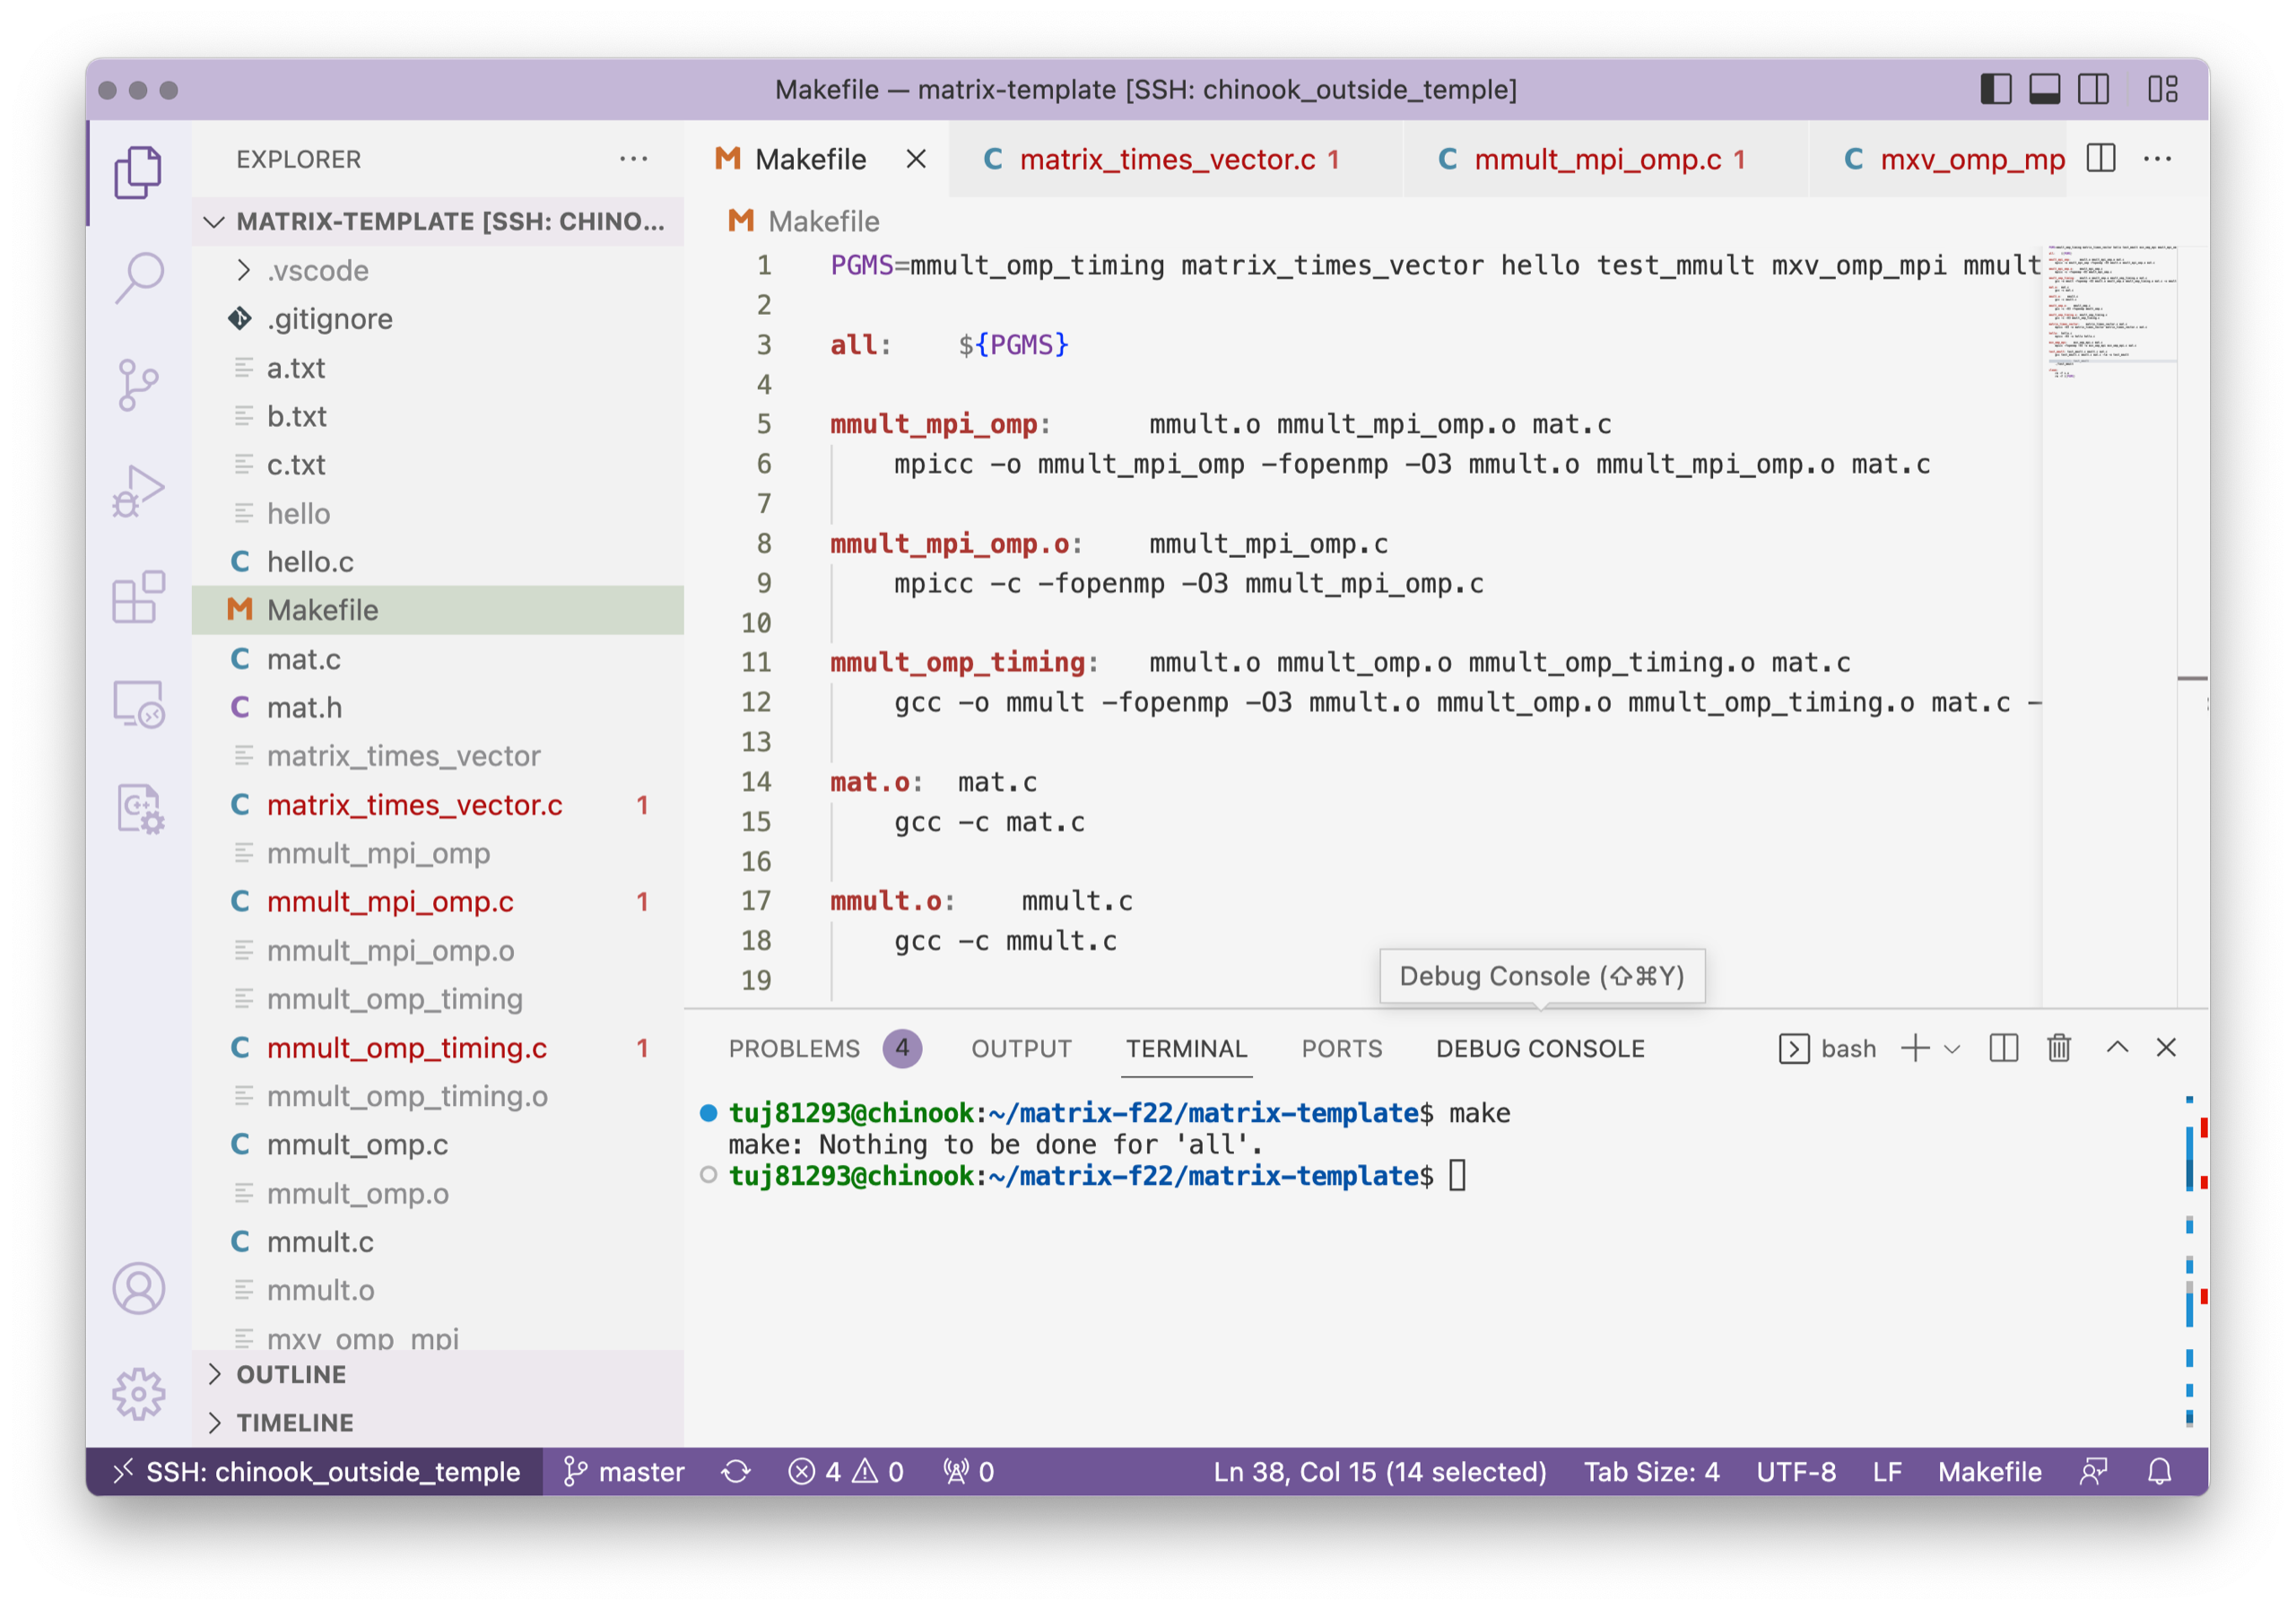 Makefile — matrix-template [SSH: chinook_outside_temple]
EXPLORER
MATRIX-TEMPLATE [SSH: CHINO...
.vscode
.gitignore
a.txt
b.txt
c.txt
hello
C hello.c
M Makefile
C mat.c
C mat.h
matrix_times_vector
C matrix_times_vector.c 1
mmult_mpi_omp
C mmult_mpi_omp.c 1
mmult_mpi_omp.o
mmult_omp_timing
C mmult_omp_timing.c 1
mmult_omp_timing.o
C mmult_omp.c
mmult_omp.o
C mmult.c
mmult.o
mxv_omp_mpi
OUTLINE
TIMELINE
M Makefile
C matrix_times_vector.c 1
C mmult_mpi_omp.c 1
C mxv_omp_mp
M Makefile
1 PGMS=mmult_omp_timing matrix_times_vector hello test_mmult mxv_omp_mpi mmult
2
3 all: ${PGMS}
4
5 mmult_mpi_omp: mmult.o mmult_mpi_omp.o mat.c
6 mpicc -o mmult_mpi_omp -fopenmp -O3 mmult.o mmult_mpi_omp.o mat.c
7
8 mmult_mpi_omp.o: mmult_mpi_omp.c
9 mpicc -c -fopenmp -O3 mmult_mpi_omp.c
10
11 mmult_omp_timing: mmult.o mmult_omp.o mmult_omp_timing.o mat.c
12 gcc -o mmult -fopenmp -O3 mmult.o mmult_omp.o mmult_omp_timing.o mat.c -
13
14 mat.o: mat.c
15 gcc -c mat.c
16
17 mmult.o: mmult.c
18 gcc -c mmult.c
19
Debug Console (⇧⌘Y)
PROBLEMS 4 OUTPUT TERMINAL PORTS DEBUG CONSOLE bash
tuj81293@chinook:~/matrix-f22/matrix-template$ make
make: Nothing to be done for 'all'.
tuj81293@chinook:~/matrix-f22/matrix-template$
SSH: chinook_outside_temple master 4 0 0 Ln 38, Col 15 (14 selected) Tab Size: 4 UTF-8 LF Makefile